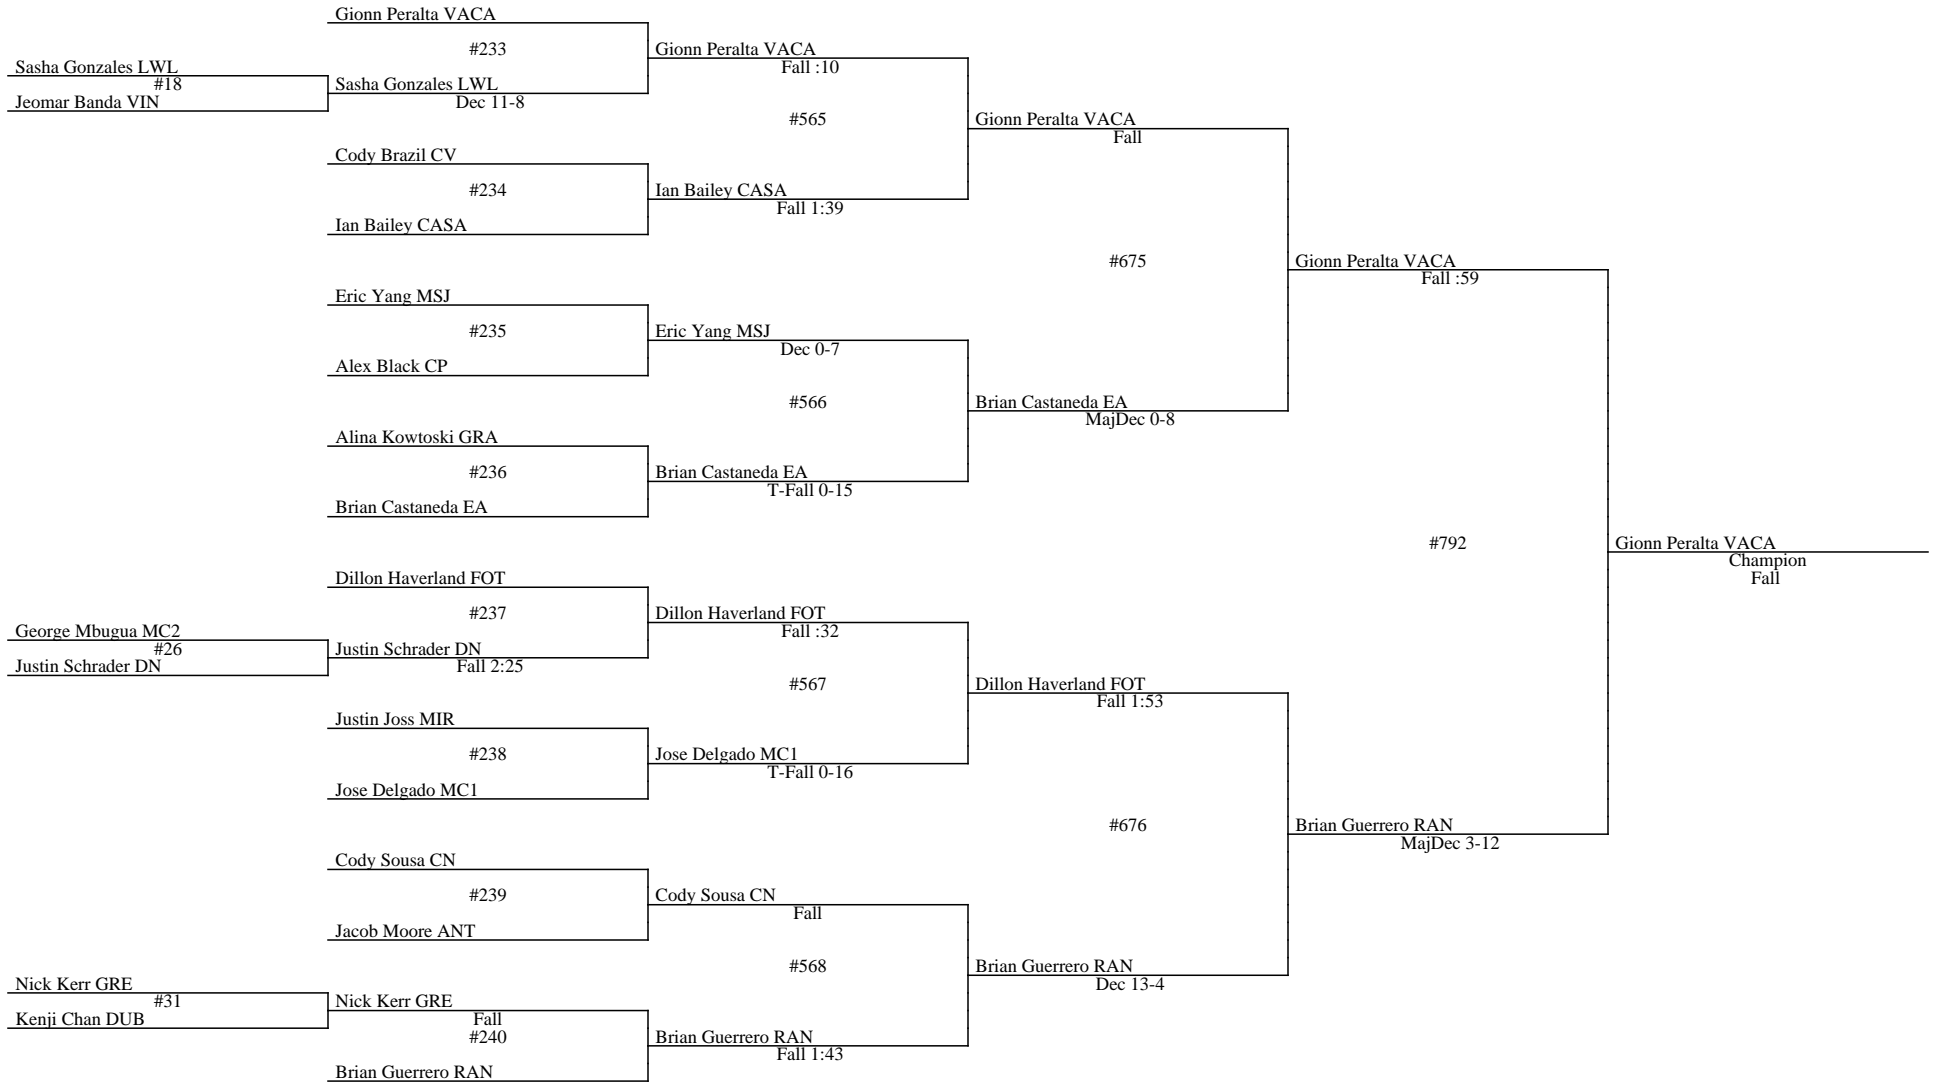 Gionn Peralta VACA
#233
Gionn Peralta VACA
Fall :10
Sasha Gonzales LWL
#18
Sasha Gonzales LWL
Dec 11-8
Jeomar Banda VIN
#565
Gionn Peralta VACA
Fall
Cody Brazil CV
#234
Ian Bailey CASA
Fall 1:39
Ian Bailey CASA
#675
Gionn Peralta VACA
Fall :59
Eric Yang MSJ
#235
Eric Yang MSJ
Dec 0-7
Alex Black CP
#566
Brian Castaneda EA
MajDec 0-8
Alina Kowtoski GRA
#236
Brian Castaneda EA
T-Fall 0-15
Brian Castaneda EA
#792
Gionn Peralta VACA
Champion
Fall
Dillon Haverland FOT
#237
Dillon Haverland FOT
Fall :32
George Mbugua MC2
#26
Justin Schrader DN
Fall 2:25
Justin Schrader DN
#567
Dillon Haverland FOT
Fall 1:53
Justin Joss MIR
#238
Jose Delgado MC1
T-Fall 0-16
Jose Delgado MC1
#676
Brian Guerrero RAN
MajDec 3-12
Cody Sousa CN
#239
Cody Sousa CN
Fall
Jacob Moore ANT
#568
Brian Guerrero RAN
Dec 13-4
Nick Kerr GRE
#31
Nick Kerr GRE
Fall
Kenji Chan DUB
#240
Brian Guerrero RAN
Fall 1:43
Brian Guerrero RAN